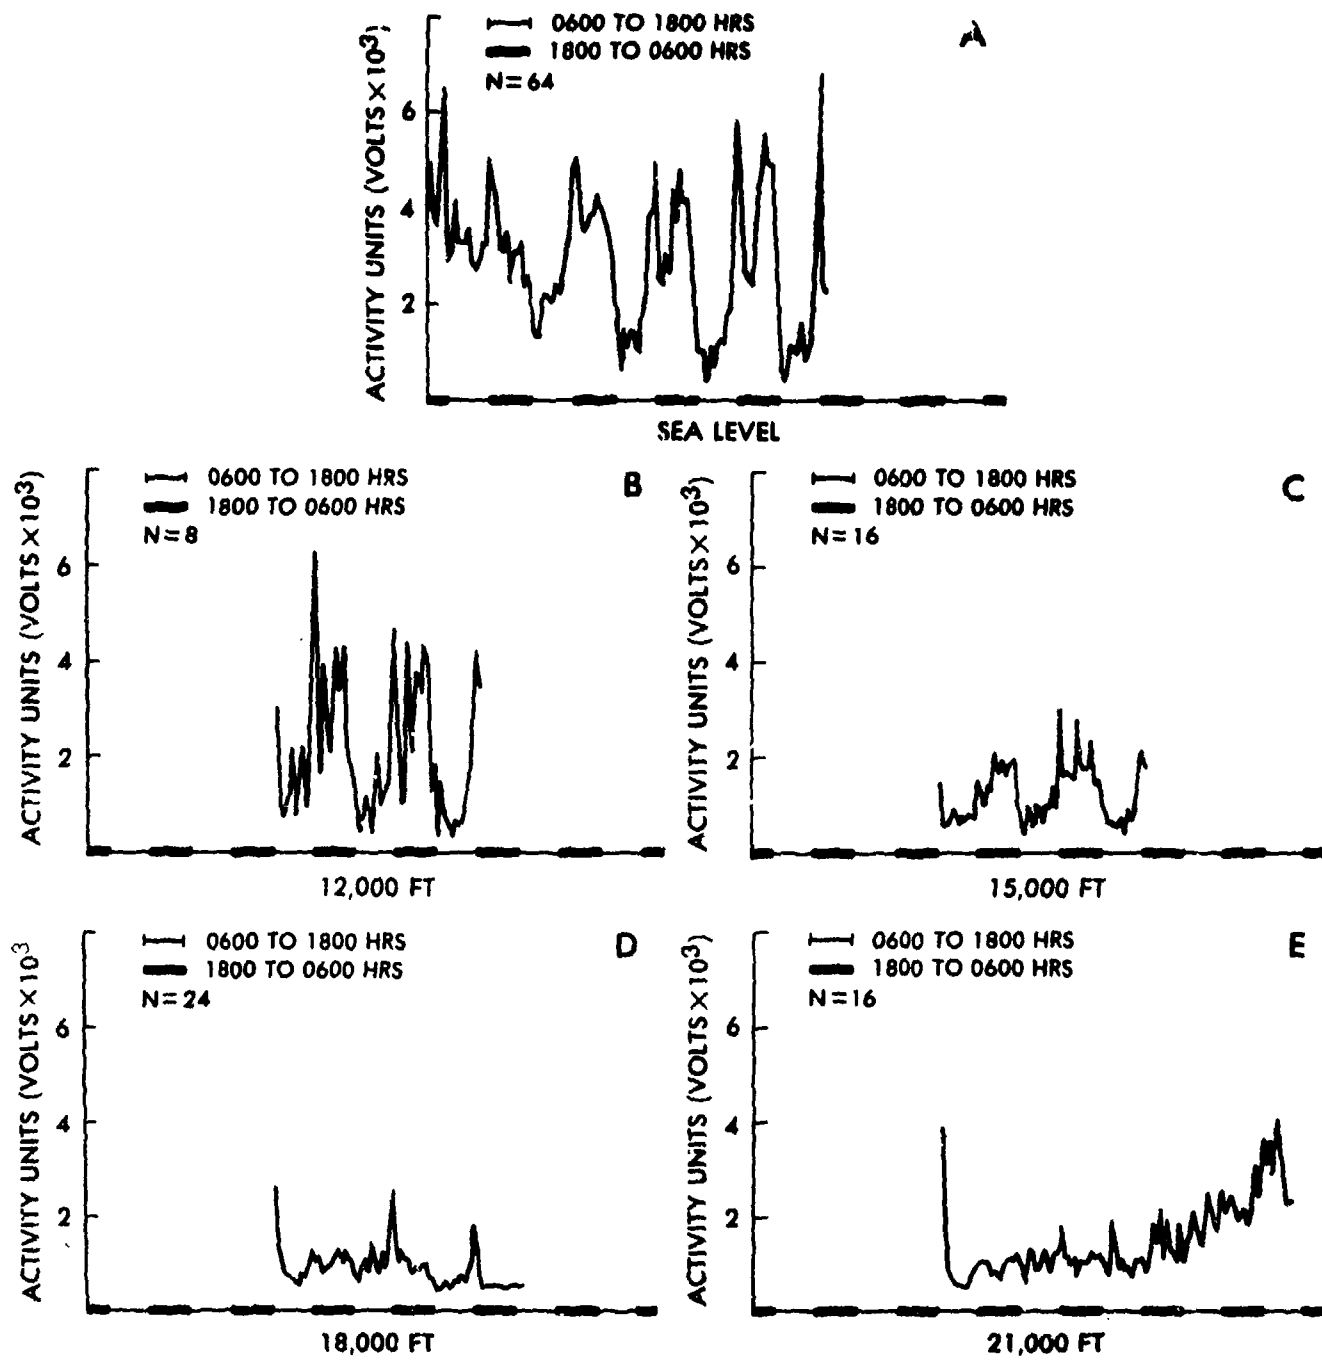 0600 TO 1800 HRS
1800 TO 0600 HRS
N=64
A
ACTIVITY UNITS (VOLTS×10³)
6
4
2
SEA LEVEL
0600 TO 1800 HRS
1800 TO 0600 HRS
N=8
B
ACTIVITY UNITS (VOLTS×10³)
6
4
2
12,000 FT
0600 TO 1800 HRS
1800 TO 0600 HRS
N=16
C
ACTIVITY UNITS (VOLTS×10³)
6
4
2
15,000 FT
0600 TO 1800 HRS
1800 TO 0600 HRS
N=24
D
ACTIVITY UNITS (VOLTS×10³
6
4
2
18,000 FT
0600 TO 1800 HRS
1800 TO 0600 HRS
N=16
E
ACTIVITY UNITS (VOLTS×10³)
6
4
2
21,000 FT